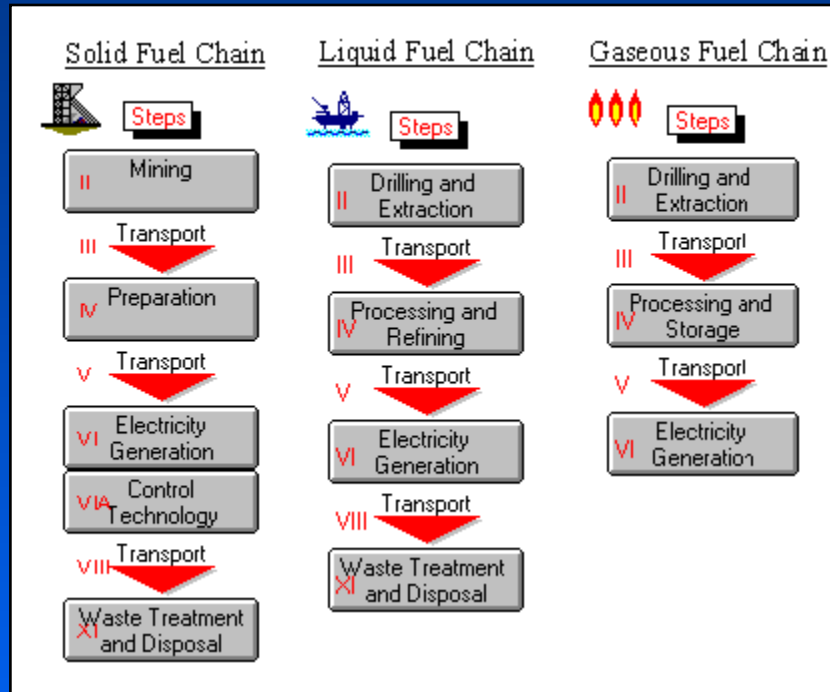 Solid Fuel Chain
Steps
II Mining
III Transport
IV Preparation
V Transport
VI Electricity
Generation
VIA Control
Technology
VIII Transport
XI Waste Treatment
and Disposal
Liquid Fuel Chain
Steps
II Drilling and
Extraction
III Transport
IV Processing and
Refining
V Transport
VI Electricity
Generation
VIII Transport
XI Waste Treatment
and Disposal
Gaseous Fuel Chain
Steps
II Drilling and
Extraction
III Transport
IV Processing and
Storage
V Transport
VI Electricity
Generation